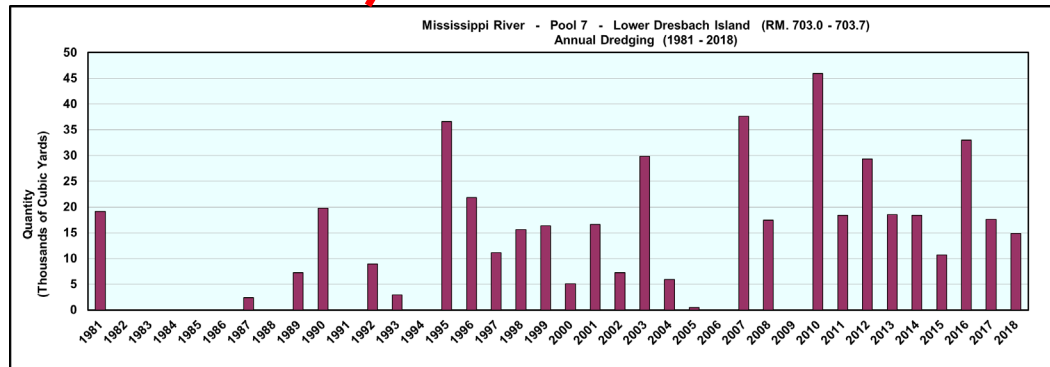 Mississippi River - Pool 7 - Lower Dresbach Island (RM. 703.0 - 703.7)
Annual Dredging (1981 - 2018)
Quantity
(Thousands of Cubic Yards)
50
45
40
35
30
25
20
15
10
5
0
1981 1982 1983 1984 1985 1986 1987 1988 1989 1990 1991 1992 1993 1994 1995 1996 1997 1998 1999 2000 2001 2002 2003 2004 2005 2006 2007 2008 2009 2010 2011 2012 2013 2014 2015 2016 2017 2018